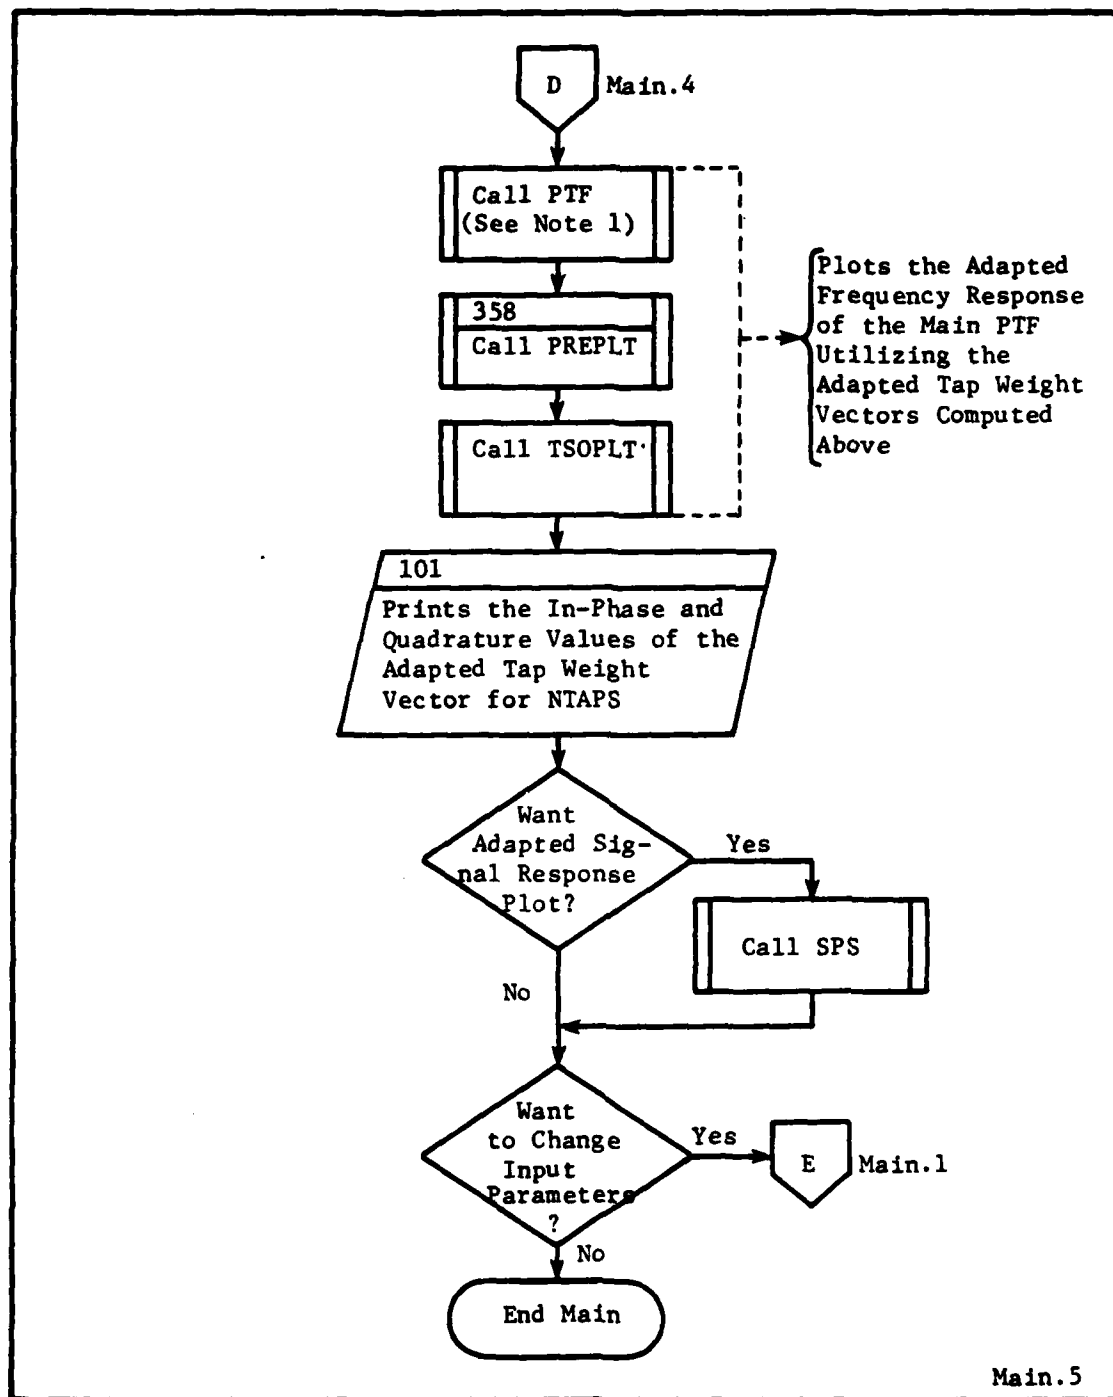 D
Main.4
Call PTF
(See Note 1)
358
Call PREPLT
Call TSOPLT
Plots the Adapted
Frequency Response
of the Main PTF
Utilizing the
Adapted Tap Weight
Vectors Computed
Above
101
Prints the In-Phase and
Quadrature Values of the
Adapted Tap Weight
Vector for NTAPS
Want
Adapted Sig-
nal Response
Plot?
Yes
Call SPS
No
Want
to Change
Input
Parameters
?
Yes
E
Main.1
No
End Main
Main.5